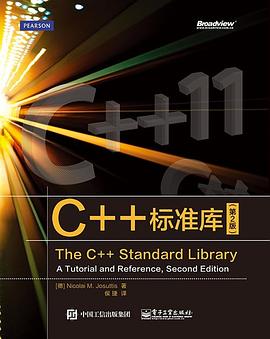 PEARSON
Broadview
C++11
C++
C++标准库
(第2版)
The C++ Standard Library
A Tutorial and Reference, Second Edition
[德] Nicolai M. Josuttis 著
侯捷 译
中国工信出版集团
电子工业出版社